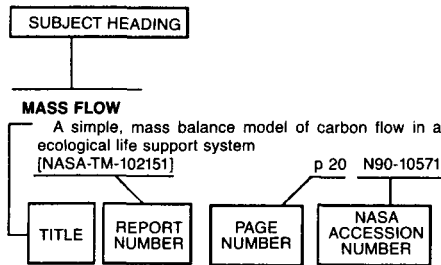 SUBJECT HEADING
MASS FLOW
A simple, mass balance model of carbon flow in a
ecological life support system
[NASA-TM-102151] p 20 N90-10571
TITLE
REPORT
NUMBER
PAGE
NUMBER
NASA
ACCESSION
NUMBER